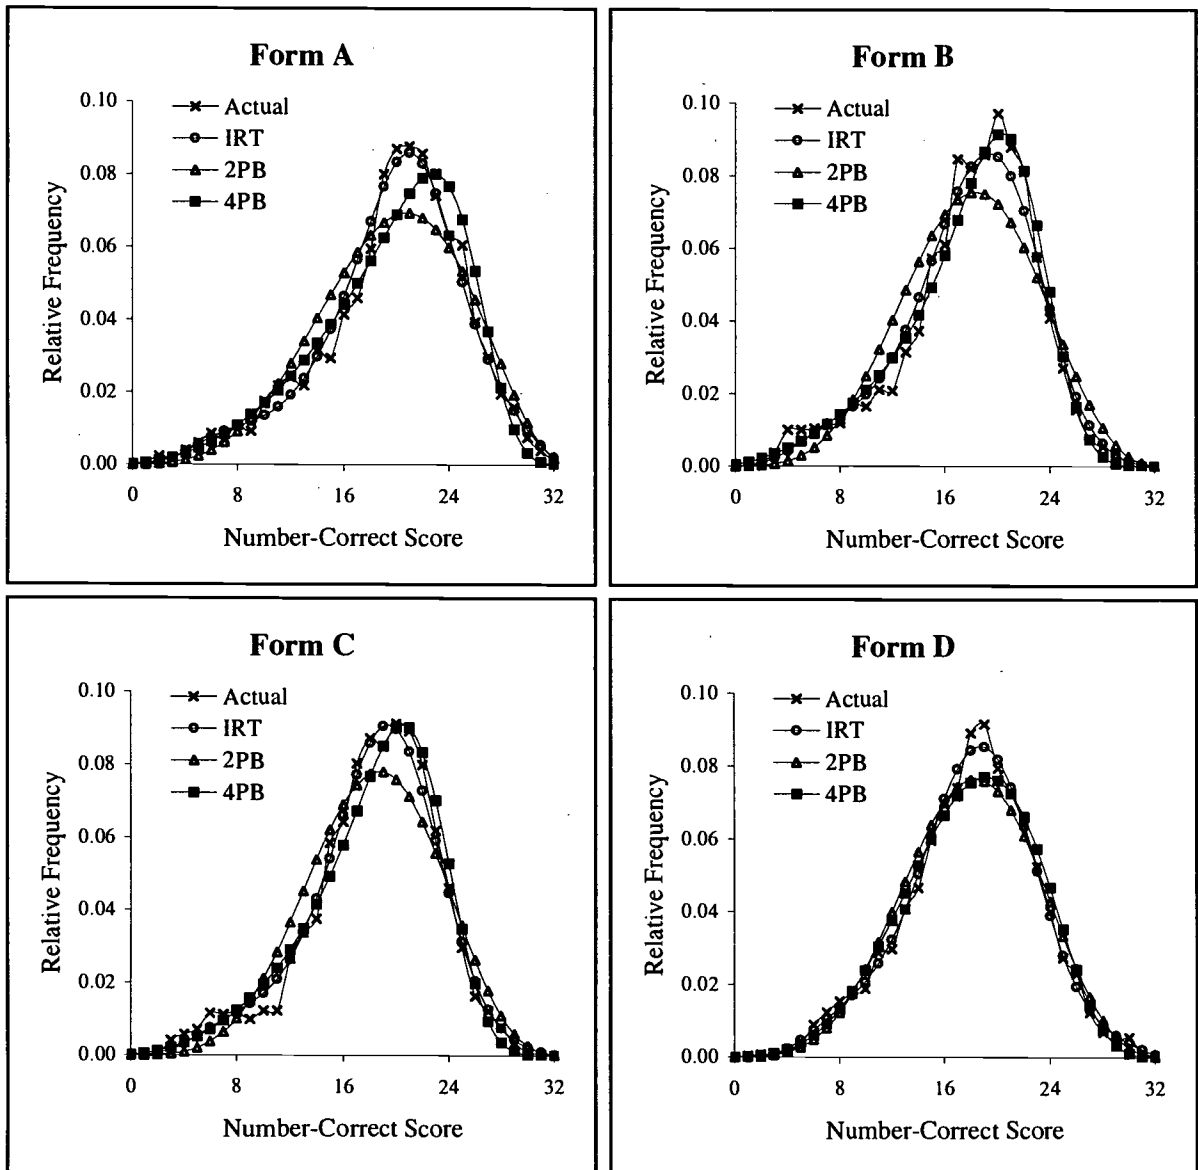 Form A
0.10
0.08
0.06
0.04
0.02
0.00
Relative Frequency
Actual
IRT
2PB
4PB
0 8 16 24 32
Number-Correct Score
Form B
0.10
0.08
0.06
0.04
0.02
0.00
Relative Frequency
Actual
IRT
2PB
4PB
0 8 16 24 32
Number-Correct Score
Form C
0.10
0.08
0.06
0.04
0.02
0.00
Relative Frequency
Actual
IRT
2PB
4PB
0 8 16 24 32
Number-Correct Score
Form D
0.10
0.08
0.06
0.04
0.02
0.00
Relative Frequency
Actual
IRT
2PB
4PB
0 8 16 24 32
Number-Correct Score